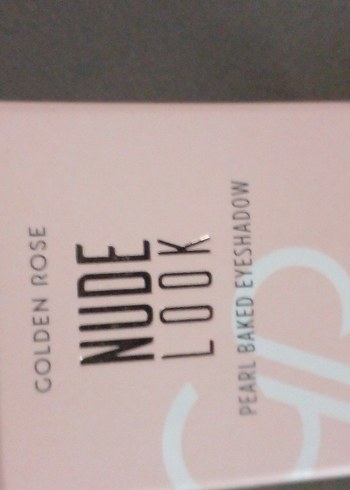 GOLDEN ROSE
NUDE
LOOK
PEARL BAKED EYESHADOW